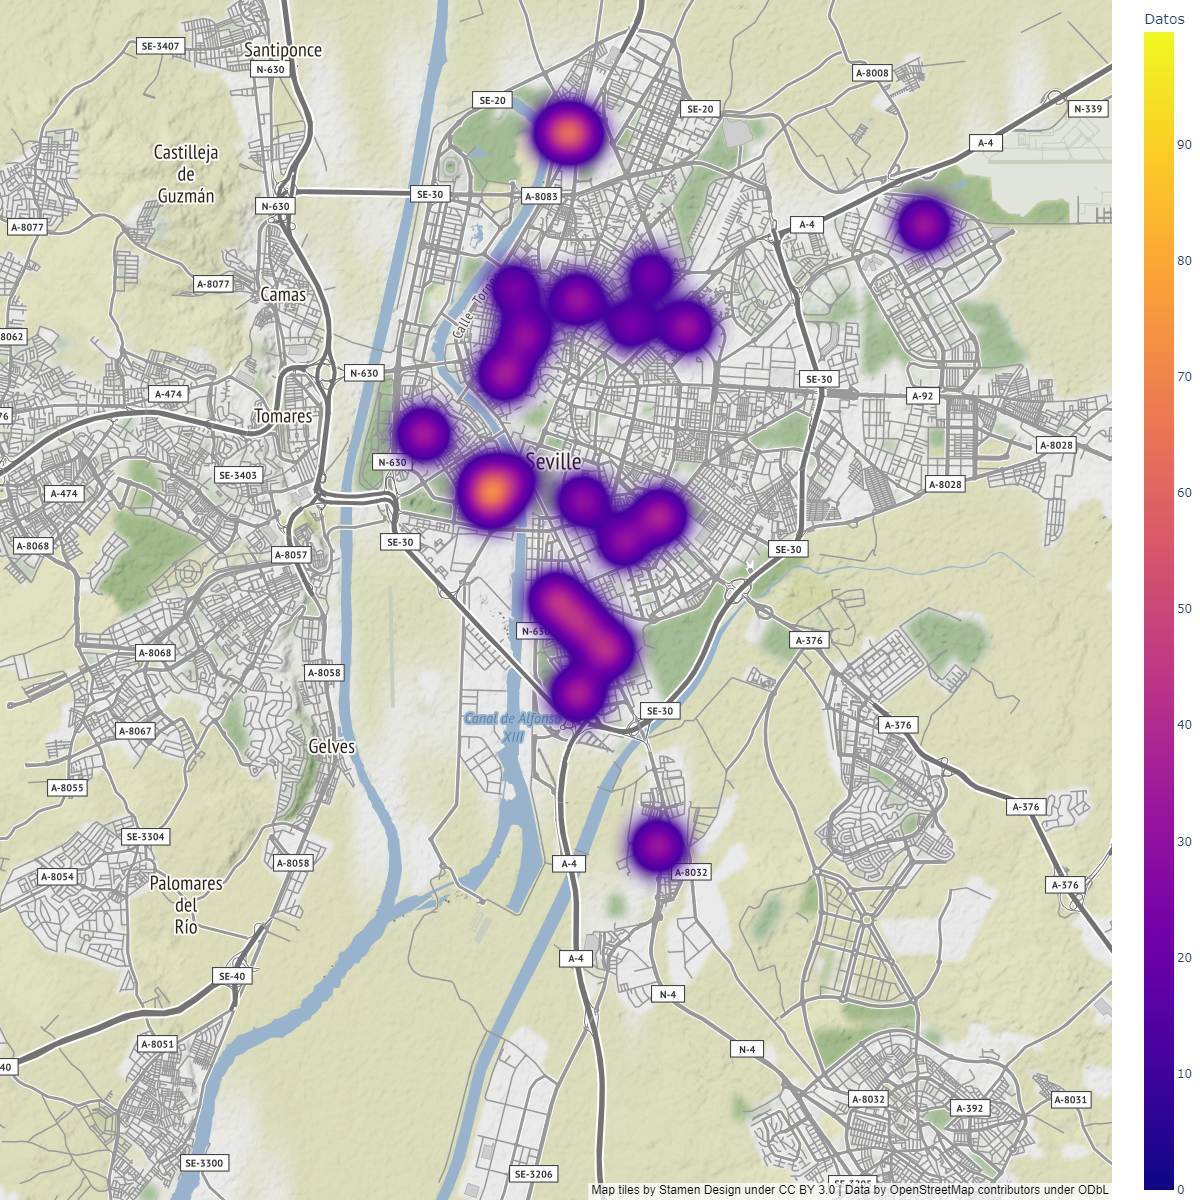 Datos
SE-3407
Santiponce
N-630
A-8008
SE-20
SE-20
N-339
A-4
90
Castilleja
de
Guzmán
SE-30
A-8083
N-630
A-8077
A-4
80
A-8077
Camas
8062
N-630
SE-30
70
A-474
A-92
76
Tomares
A-8028
N-630
Seville
SE-3403
A-8028
A-474
60
SE-30
A-8068
SE-30
A-8057
50
N-630
A-376
A-8068
A-8058
SE-30
Canal de Alfonso
XIII
A-376
40
A-8067
Gelves
A-8055
A-376
SE-3304
30
A-8058
A-4
A-8032
A-8054
Palomares
del
Río
A-376
A-4
20
SE-40
N-4
A-8051
N-4
40
10
A-8032
A-392
A-8031
SE-3300
SE-3206
0
Map tiles by Stamen Design under CC BY 3.0 | Data by OpenStreetMap contributors under ODbL